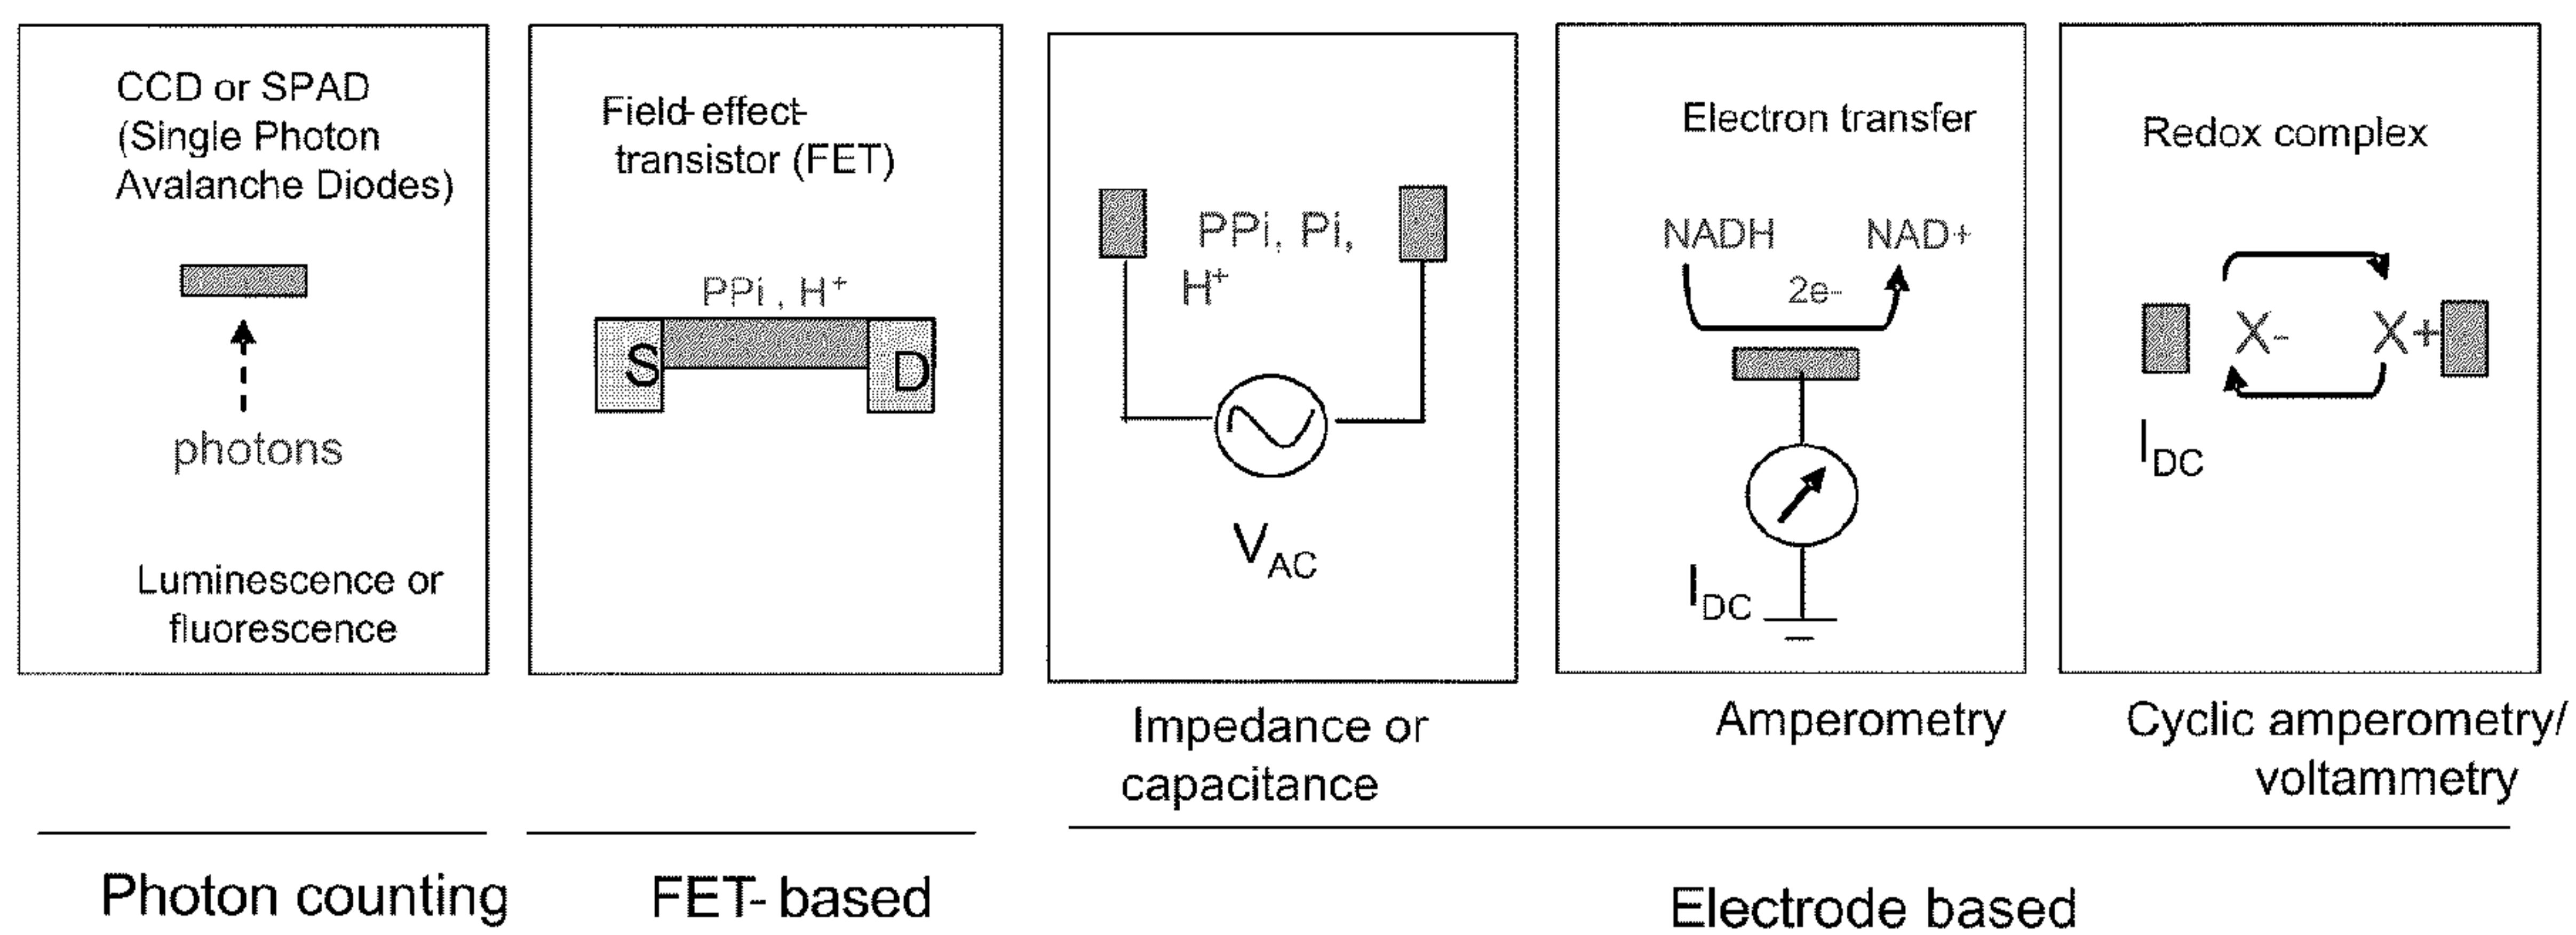 CCD or SPAD
(Single Photon
Avalanche Diodes)
photons
Luminescence or
fluorescence
Field-effect-
transistor (FET)
PPi , H+
S
D
PPi, Pi,
H+
VAC
Electron transfer
NADH
NAD+
2e-
IDC
Redox complex
X-
X+
IDC
Impedance or
capacitance
Amperometry
Cyclic amperometry/
voltammetry
Photon counting
FET- based
Electrode based